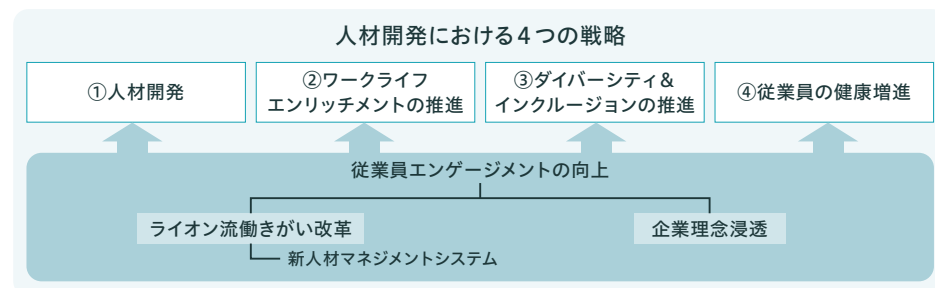 人材開発における4つの戦略
①人材開発
②ワークライフ
エンリッチメントの推進
③ダイバーシティ&
インクルージョンの推進
④従業員の健康増進
従業員エンゲージメントの向上
ライオン流働きがい改革
企業理念浸透
新人材マネジメントシステム